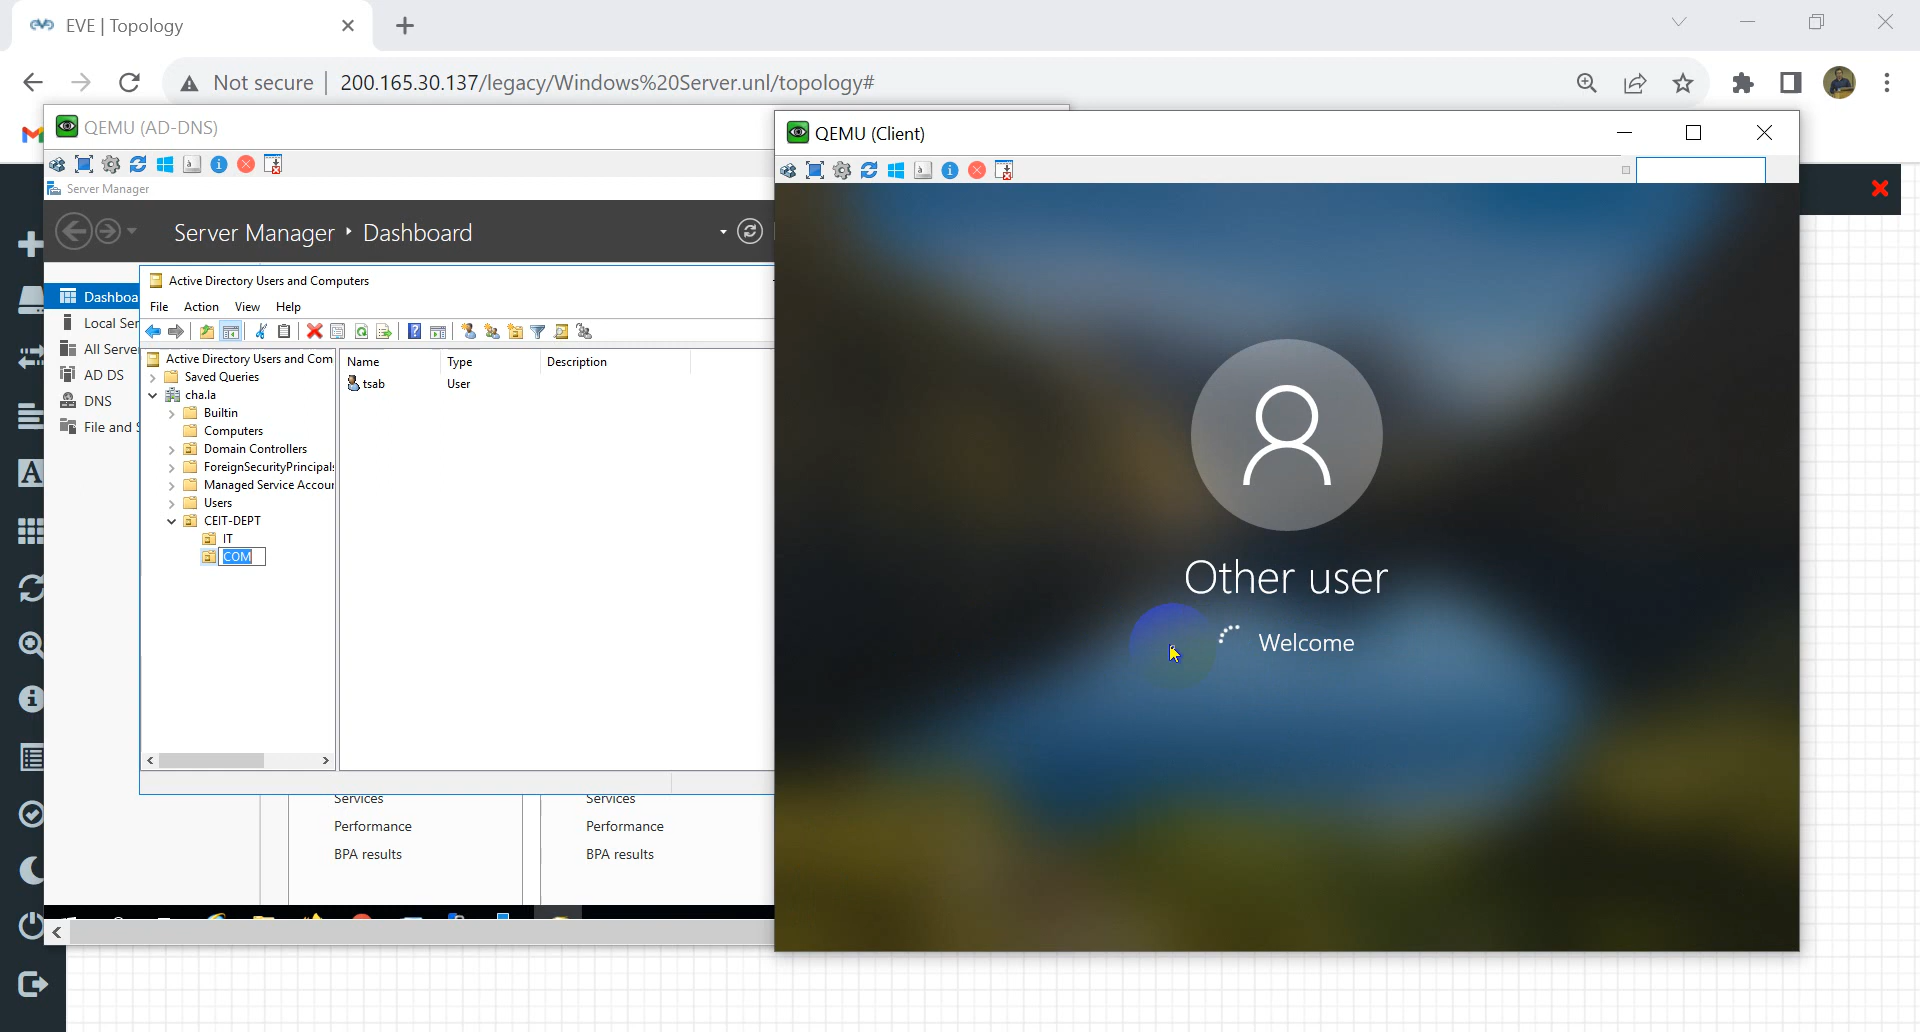 EVE | Topology
Not secure
200.165.30.137/legacy/Windows%20Server.unl/topology#
QEMU (AD-DNS)
Server Manager
Server Manager ‣ Dashboard
Dashboa
Local Ser
All Serve
AD DS
DNS
File and S
Active Directory Users and Computers
File Action View Help
Active Directory Users and Com
Saved Queries
cha.la
Builtin
Computers
Domain Controllers
ForeignSecurityPrincipals
Managed Service Accour
Users
CEIT-DEPT
IT
COM
Name Type Description
tsab User
Services
Performance
BPA results
Services
Performance
BPA results
QEMU (Client)
Other user
Welcome